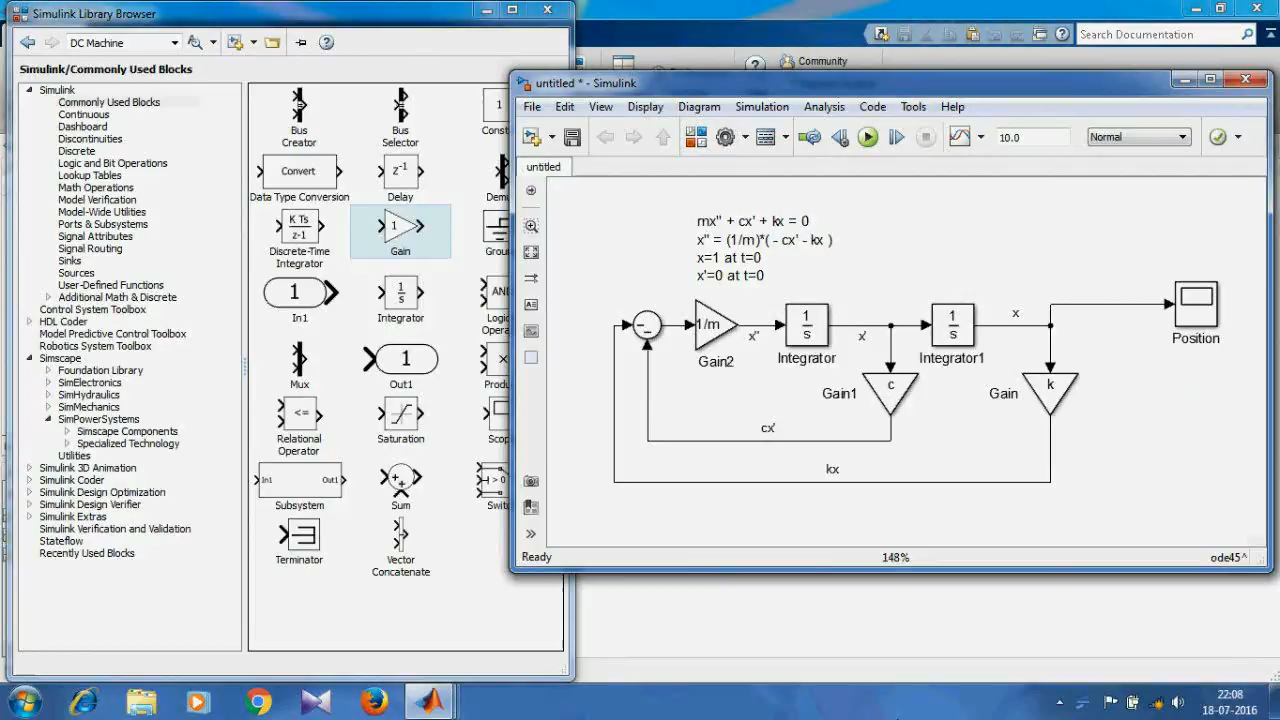 Simulink Library Browser
DC Machine
Simulink/Commonly Used Blocks
Simulink
Commonly Used Blocks
Continuous
Dashboard
Discontinuities
Discrete
Logic and Bit Operations
Lookup Tables
Math Operations
Model Verification
Model-Wide Utilities
Ports & Subsystems
Signal Attributes
Signal Routing
Sinks
Sources
User-Defined Functions
Additional Math & Discrete
Control System Toolbox
HDL Coder
Model Predictive Control Toolbox
Robotics System Toolbox
Simscape
Foundation Library
SimElectronics
SimHydraulics
SimMechanics
SimPowerSystems
Simscape Components
Specialized Technology
Utilities
Simulink 3D Animation
Simulink Coder
Simulink Design Optimization
Simulink Design Verifier
Simulink Extras
Simulink Verification and Validation
Stateflow
Recently Used Blocks
Bus
Creator
Bus
Selector
1
Convert
Data Type Conversion
z-1
Delay
K Ts
z-1
Discrete-Time
Integrator
1
Gain
1
In1
1
s
Integrator
AND
Mux
1
Out1
<=
Relational
Operator
Saturation
In1 Out1
Subsystem
+
+
Sum
> 0
Terminator
Vector
Concatenate
Community
Search Documentation
untitled * - Simulink
File Edit View Display Diagram Simulation Analysis Code Tools Help
10.0
Normal
untitled
mx" + cx' + kx = 0
x" = (1/m)*( - cx' - kx )
x=1 at t=0
x'=0 at t=0
1/m
Gain2
x"
1
s
Integrator
x'
1
s
Integrator1
x
Position
c
Gain1
k
Gain
cx'
kx
Ready
148%
ode45^
22:08
18-07-2016